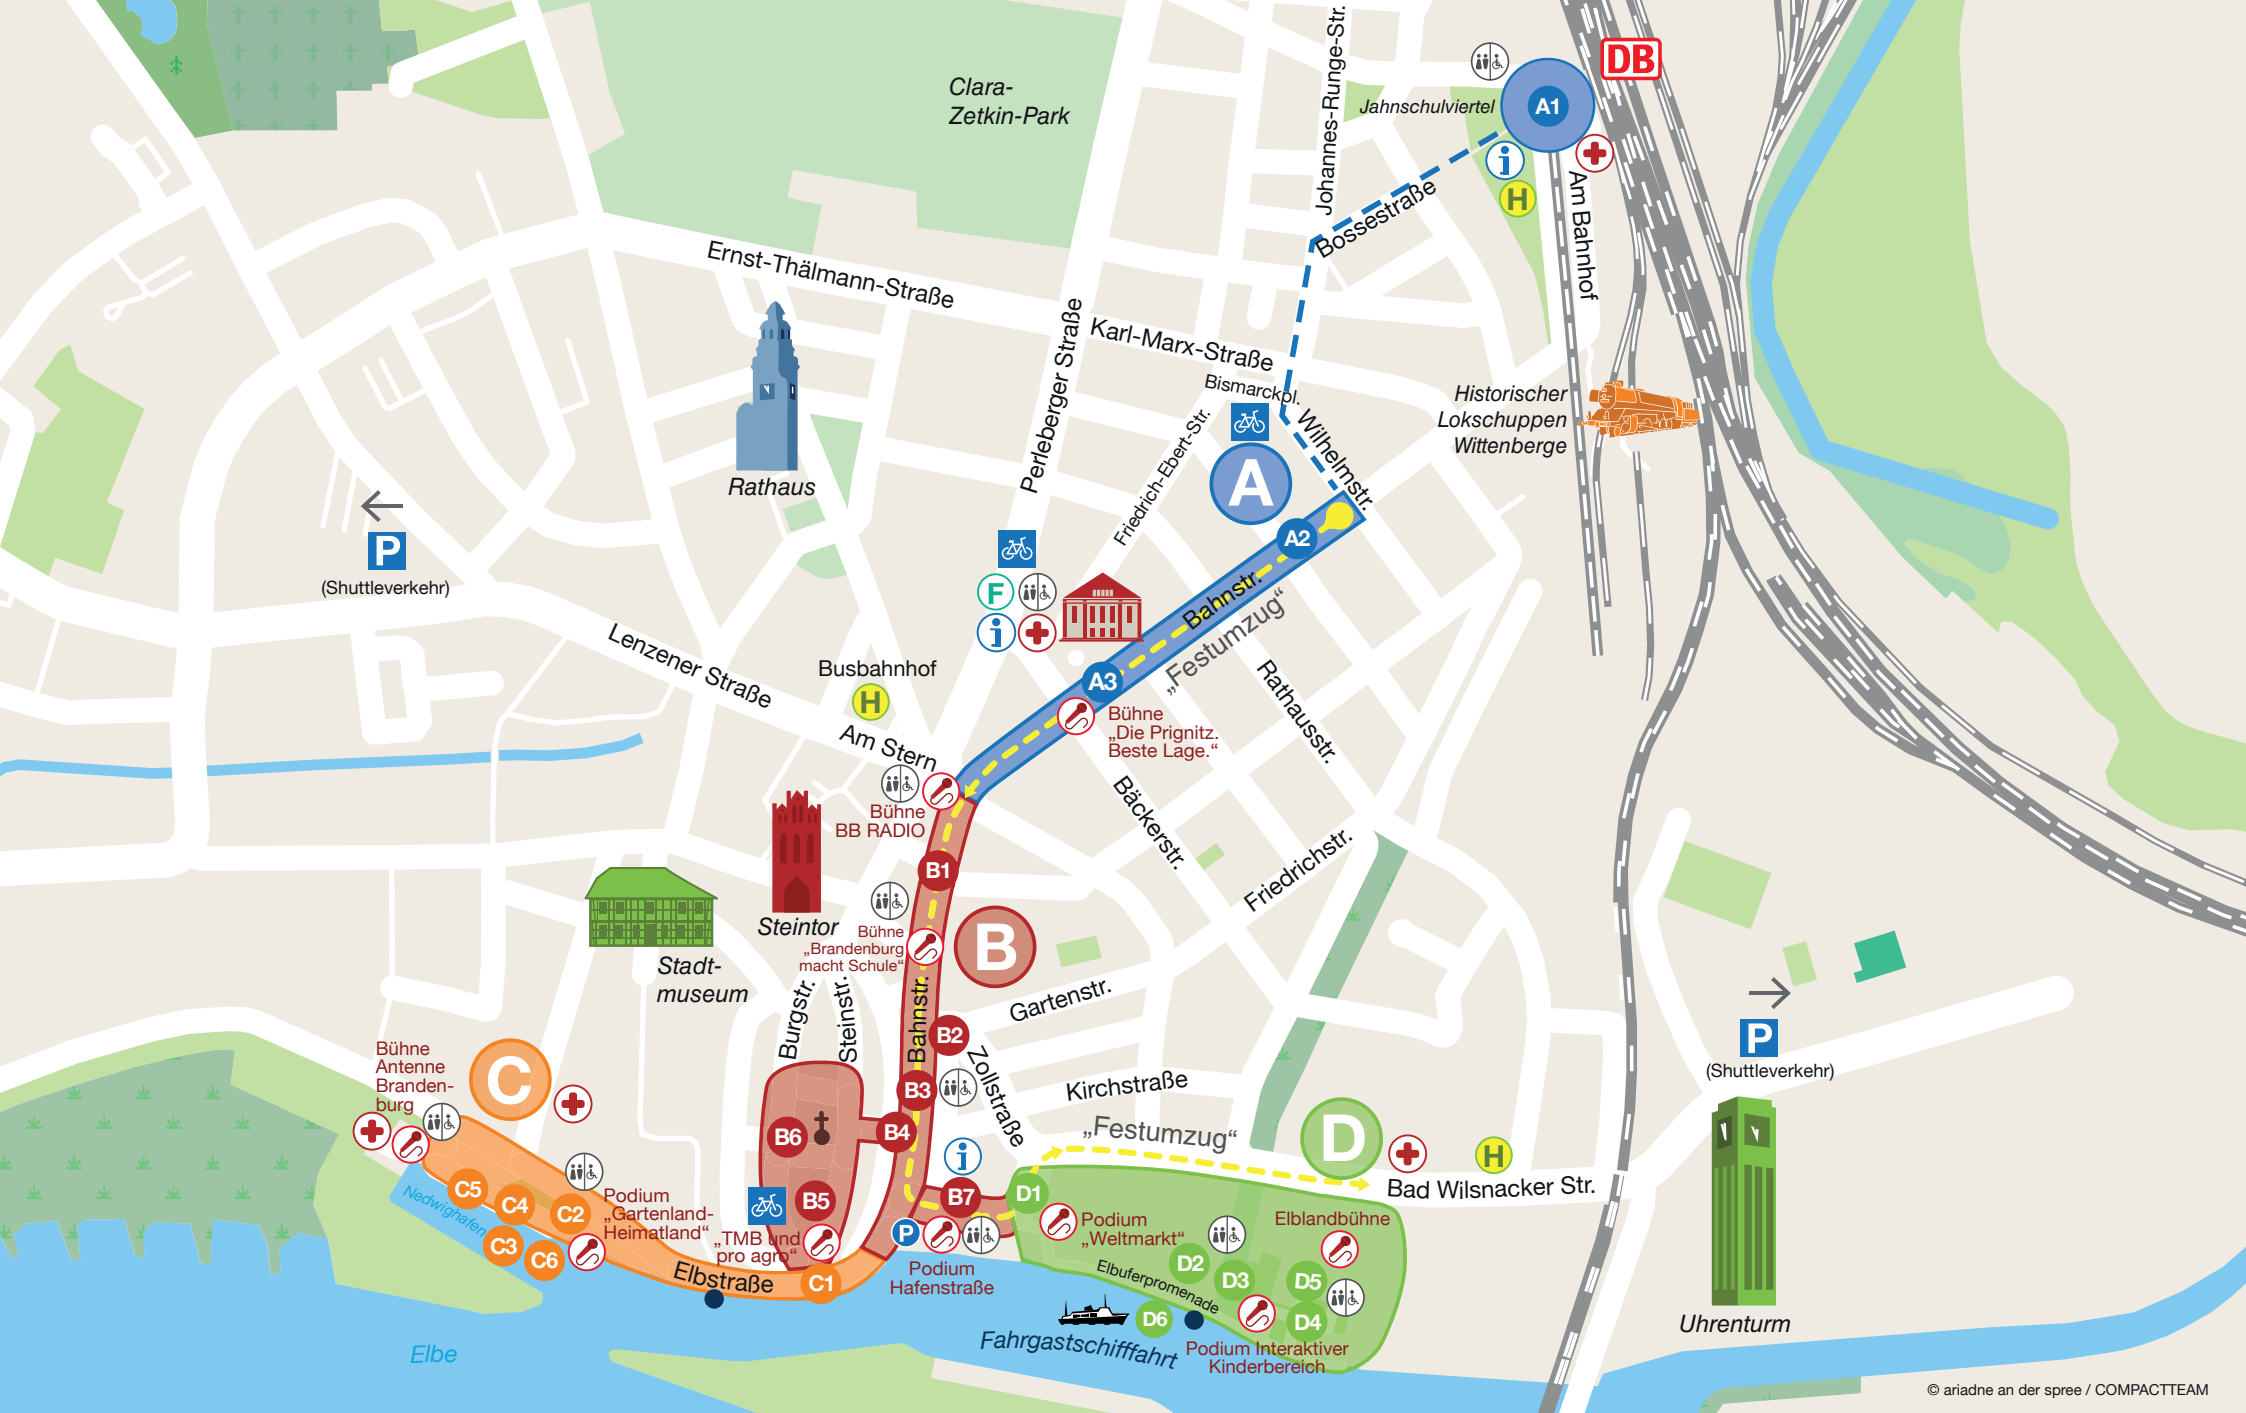 Clara-
Zetkin-Park
Johannes-Runge-Str.
DB
Jahnschulviertel
A1
i
H
Am Bahnhof
Bossestraße
Ernst-Thälmann-Straße
Perleberger Straße
Karl-Marx-Straße
Bismarckpl.
Wilhelmstr.
Friedrich-Ebert-Str.
A
A2
Historischer
Lokschuppen
Wittenberge
Rathaus
P
(Shuttleverkehr)
F
i
Bahnstr.
„Festumzug“
A3
Bühne
„Die Prignitz.
Beste Lage.“
Rathausstr.
Lenzener Straße
Busbahnhof
H
Am Stern
Bühne
BB RADIO
Bäckerstr.
Friedrichstr.
B1
B
Steintor
Bühne
„Brandenburg
macht Schule“
Stadt-
museum
Burgstr.
Steinstr.
Bahnstr.
Gartenstr.
B2
Zollstraße
B3
Kirchstraße
„Festumzug“
B4
B6
B5
i
B7
P
Podium
Hafenstraße
„TMB und
pro agro“
Bühne
Antenne
Branden-
burg
C
C5
C4
C2
C3
C6
Podium
„Gartenland-
Heimatland“
Nedwighafen
Elbstraße
C1
Elbe
D
H
Bad Wilsnacker Str.
D1
Podium
„Weltmarkt“
Elblandbühne
D2
D3
D5
D4
D6
Elbuferpromenade
Fahrgastschifffahrt
Podium Interaktiver
Kinderbereich
P
(Shuttleverkehr)
Uhrenturm
© ariadne an der spree / COMPACTTEAM